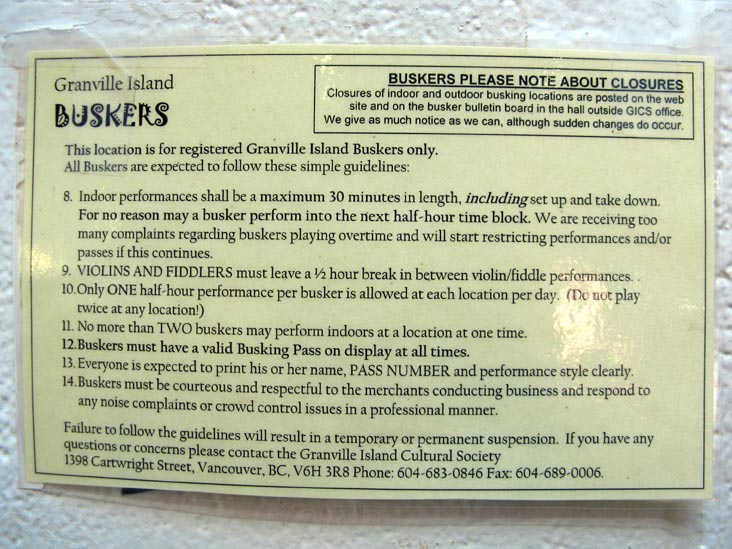 Granville Island
BUSKERS
BUSKERS PLEASE NOTE ABOUT CLOSURES
Closures of indoor and outdoor busking locations are posted on the web
site and on the busker bulletin board in the hall outside GICS office.
We give as much notice as we can, although sudden changes do occur.
This location is for registered Granville Island Buskers only.
All Buskers are expected to follow these simple guidelines:
8. Indoor performances shall be a maximum 30 minutes in length, including set up and take down.
For no reason may a busker perform into the next half-hour time block. We are receiving too
many complaints regarding buskers playing overtime and will start restricting performances and/or
passes if this continues.
9. VIOLINS AND FIDDLERS must leave a ½ hour break in between violin/fiddle performances.
10. Only ONE half-hour performance per busker is allowed at each location per day. (Do not play
twice at any location!)
11. No more than TWO buskers may perform indoors at a location at one time.
12. Buskers must have a valid Busking Pass on display at all times.
13. Everyone is expected to print his or her name, PASS NUMBER and performance style clearly.
14. Buskers must be courteous and respectful to the merchants conducting business and respond to
any noise complaints or crowd control issues in a professional manner.
Failure to follow the guidelines will result in a temporary or permanent suspension. If you have any
questions or concerns please contact the Granville Island Cultural Society
1398 Cartwright Street, Vancouver, BC, V6H 3R8 Phone: 604-683-0846 Fax: 604-689-0006.